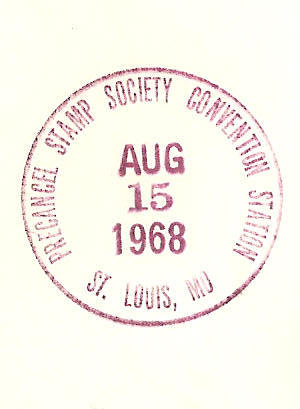 PRECANCEL STAMP SOCIETY CONVENTION STATION
AUG
15
1968
ST. LOUIS, MO